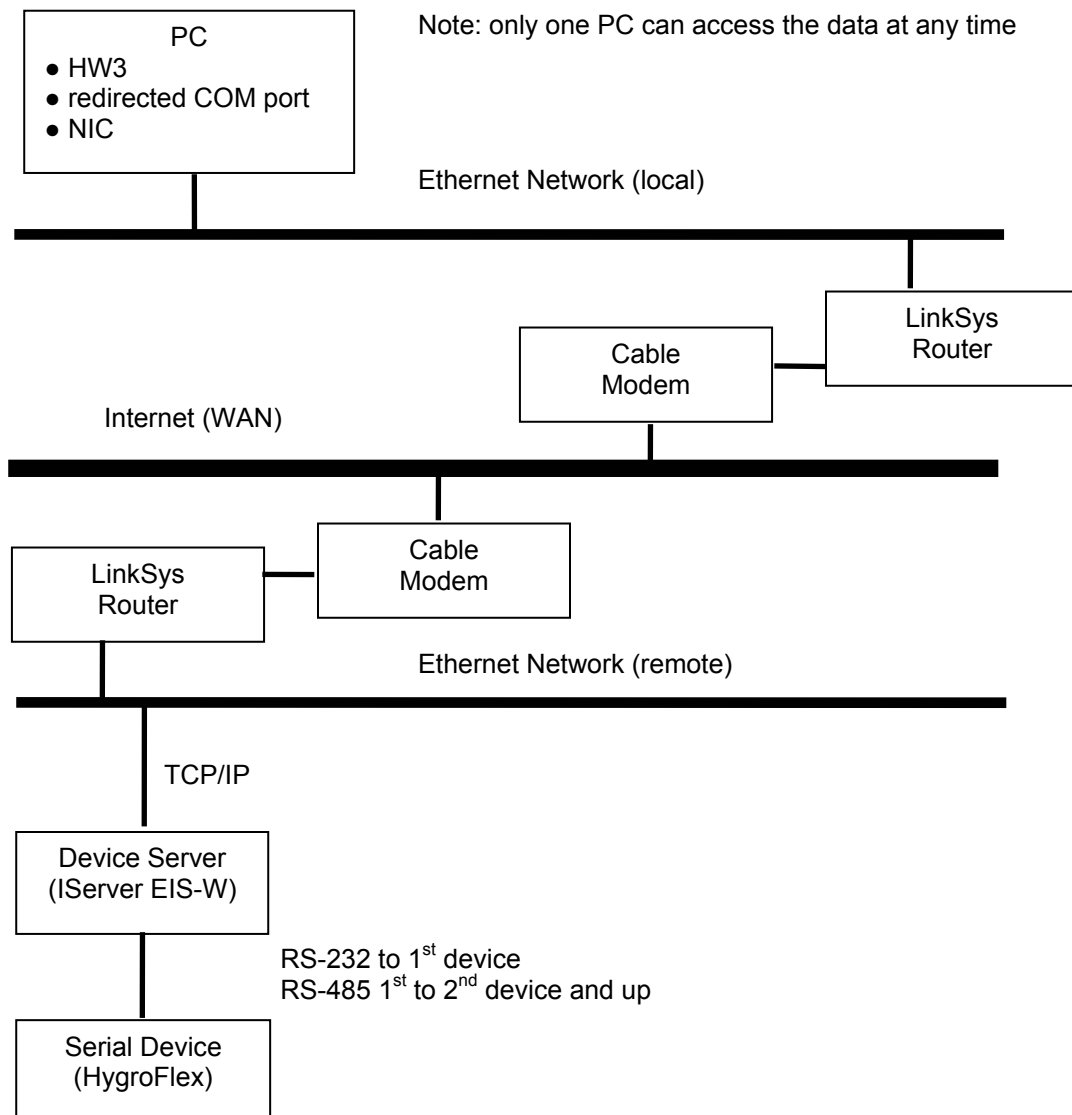 PC
● HW3
● redirected COM port
● NIC
Note: only one PC can access the data at any time
Ethernet Network (local)
LinkSys
Router
Cable
Modem
Internet (WAN)
Cable
Modem
LinkSys
Router
Ethernet Network (remote)
TCP/IP
Device Server
(IServer EIS-W)
RS-232 to 1st device
RS-485 1st to 2nd device and up
Serial Device
(HygroFlex)